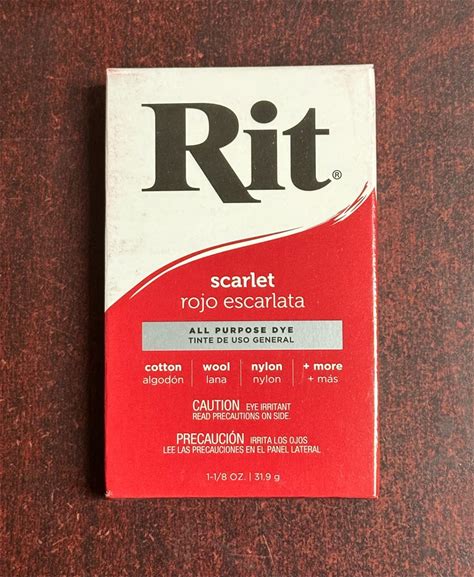 Rit®
scarlet
rojo escarlata
ALL PURPOSE DYE
TINTE DE USO GENERAL
cotton wool nylon + more
algodón lana nylon + más
CAUTION EYE IRRITANT
READ PRECAUTIONS ON SIDE.
PRECAUCIÓN IRRITA LOS OJOS
LEE LAS PRECAUCIONES EN EL PANEL LATERAL
1-1/8 OZ. | 31.9 g